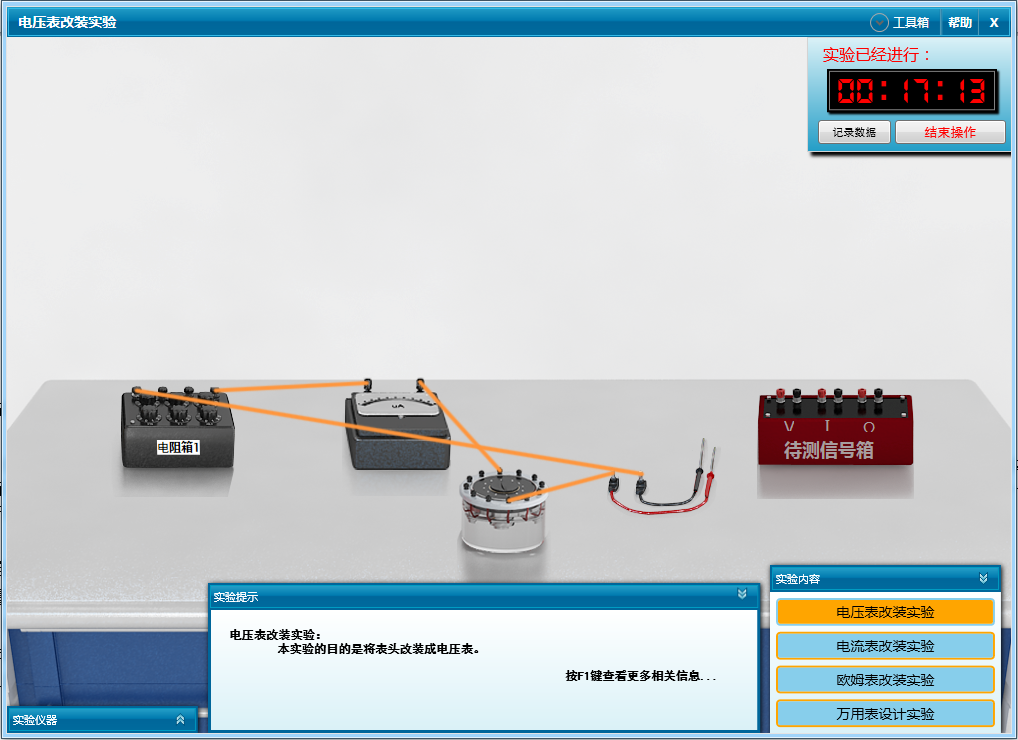 电压表改装实验
工具箱
帮助
X
实验已经进行：
00:17:13
记录数据
结束操作
uA
电阻箱1
V I Ω
待测信号箱
实验提示
电压表改装实验:
本实验的目的是将表头改装成电压表。
按F1键查看更多相关信息...
实验内容
电压表改装实验
电流表改装实验
欧姆表改装实验
万用表设计实验
实验仪器